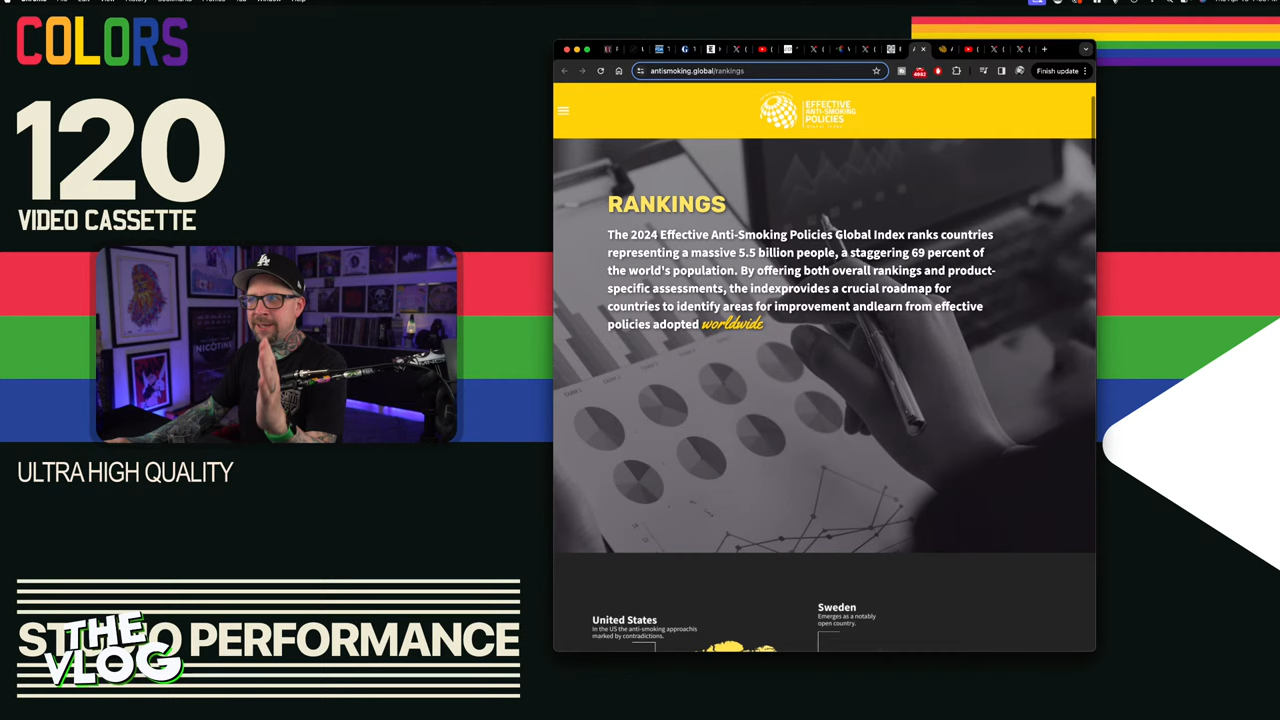 COLORS
120
VIDEO CASSETTE
ULTRA HIGH QUALITY
STUDIO PERFORMANCE
THE
VLOG
antismoking.global/rankings
4982
Finish update
EFFECTIVE
ANTI-SMOKING
POLICIES
NICOTINE
RANKINGS
The 2024 Effective Anti-Smoking Policies Global Index ranks countries
representing a massive 5.5 billion people, a staggering 69 percent of
the world's population. By offering both overall rankings and product-
specific assessments, the indexprovides a crucial roadmap for
countries to identify areas for improvement andlearn from effective
policies adopted worldwide
United States
In the US the anti-smoking approachis
marked by contradictions.
Sweden
Emerges as a notably
open country.